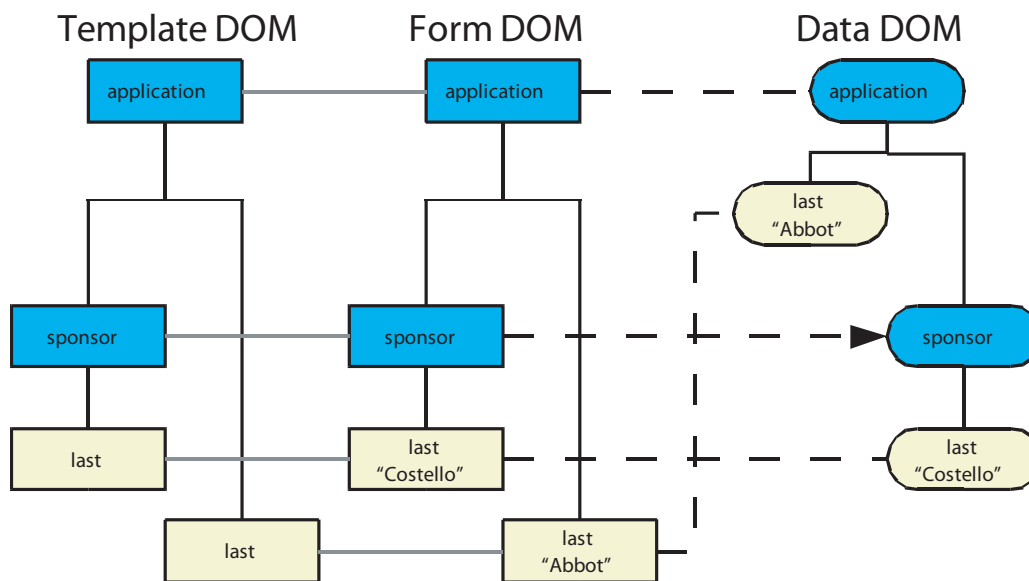 Template DOM
Form DOM
Data DOM
application
application
application
last
“Abbot”
sponsor
sponsor
sponsor
last
last
“Costello”
last
“Costello”
last
last
“Abbot”